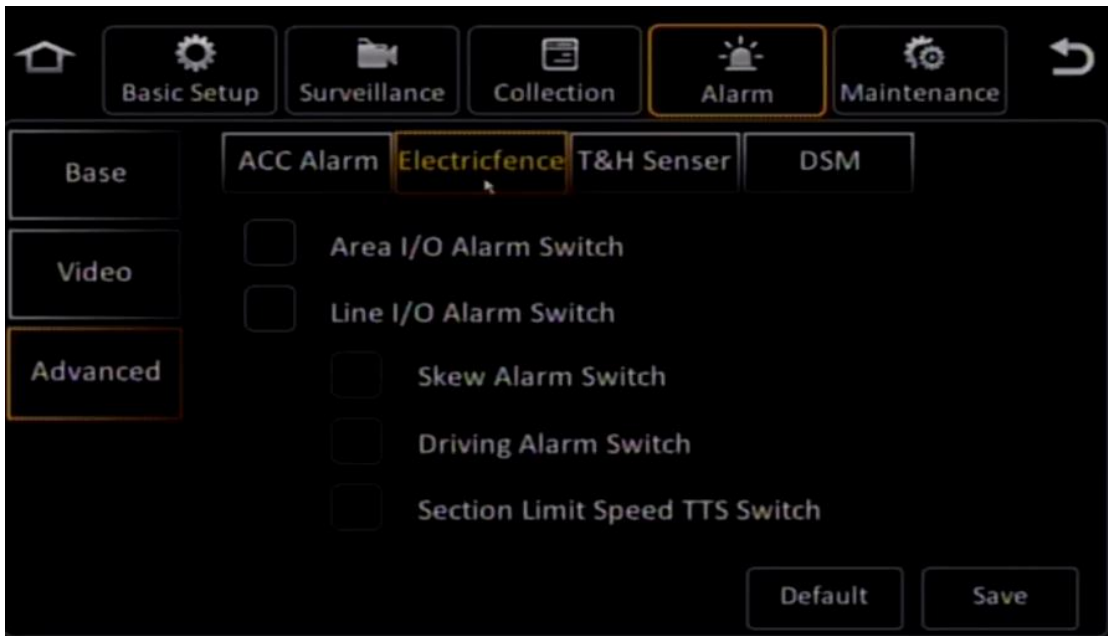 Basic Setup
Surveillance
Collection
Alarm
Maintenance
Base
Video
Advanced
ACC Alarm
Electricfence
T&H Senser
DSM
Area I/O Alarm Switch
Line I/O Alarm Switch
Skew Alarm Switch
Driving Alarm Switch
Section Limit Speed TTS Switch
Default
Save